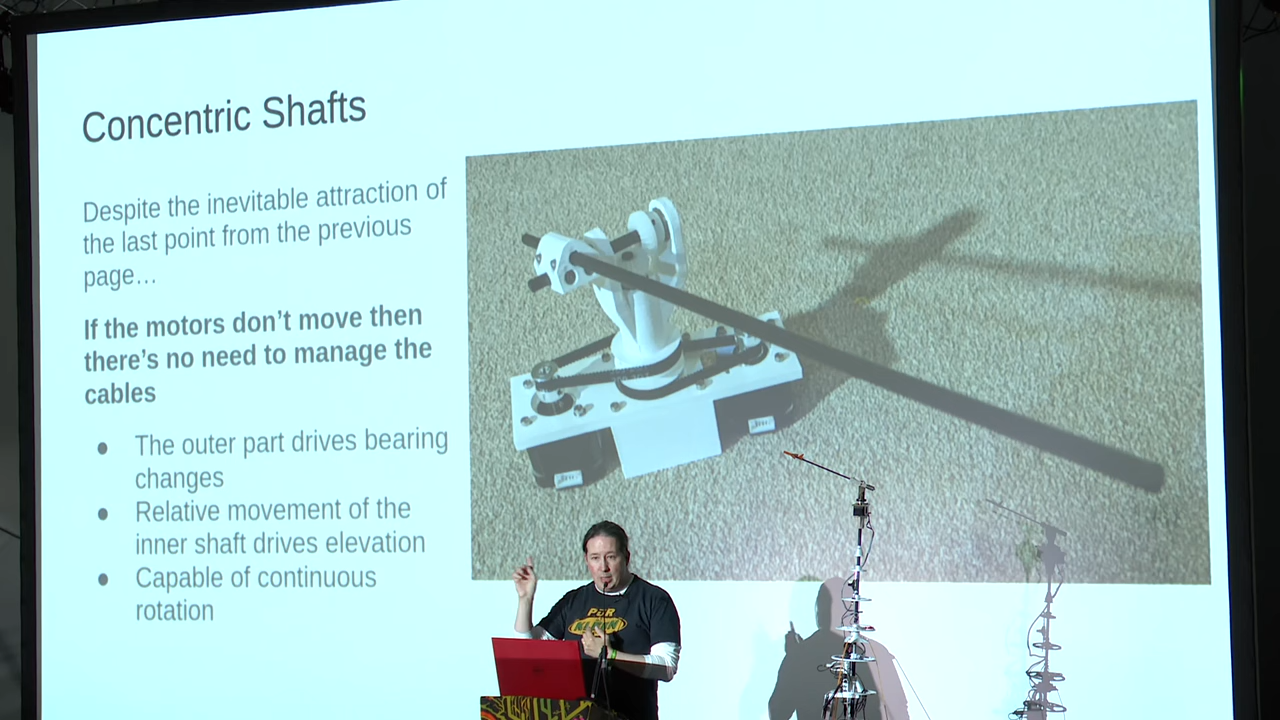 Concentric Shafts
Despite the inevitable attraction of
the last point from the previous
page…
If the motors don’t move then
there’s no need to manage the
cables
● The outer part drives bearing
changes
● Relative movement of the
inner shaft drives elevation
● Capable of continuous
rotation